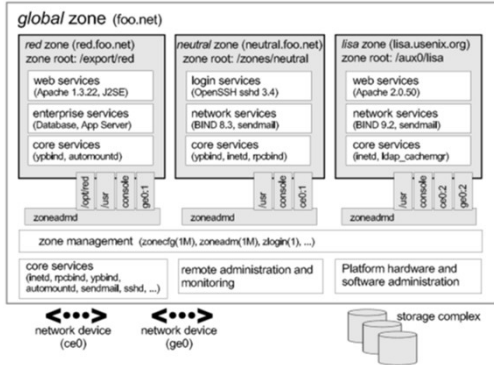 global zone (foo.net)
red zone (red.foo.net)
zone root: /export/red
web services
(Apache 1.3.22, J2SE)
enterprise services
(Database, App Server)
core services
(ypbind, automountd)
/opt/red
/usr
console
ge0:1
zoneadmd
neutral zone (neutral.foo.net)
zone root: /zones/neutral
login services
(OpenSSH sshd 3.4)
network services
(BIND 8.3, sendmail)
core services
(ypbind, inetd, rpcbind)
/usr
console
ce0:1
zoneadmd
lisa zone (lisa.usenix.org)
zone root: /aux0/lisa
web services
(Apache 2.0.50)
network services
(BIND 9.2, sendmail)
core services
(inetd, ldap_cachemgr)
/usr
console
ce0:2
ge0:2
zoneadmd
zone management (zonecfg(1M), zoneadm(1M), zlogin(1), ...)
core services
(inetd, rpcbind, ypbind,
automountd, sendmail, sshd, ...)
remote administration and
monitoring
Platform hardware and
software administration
network device
(ce0)
network device
(ge0)
storage complex